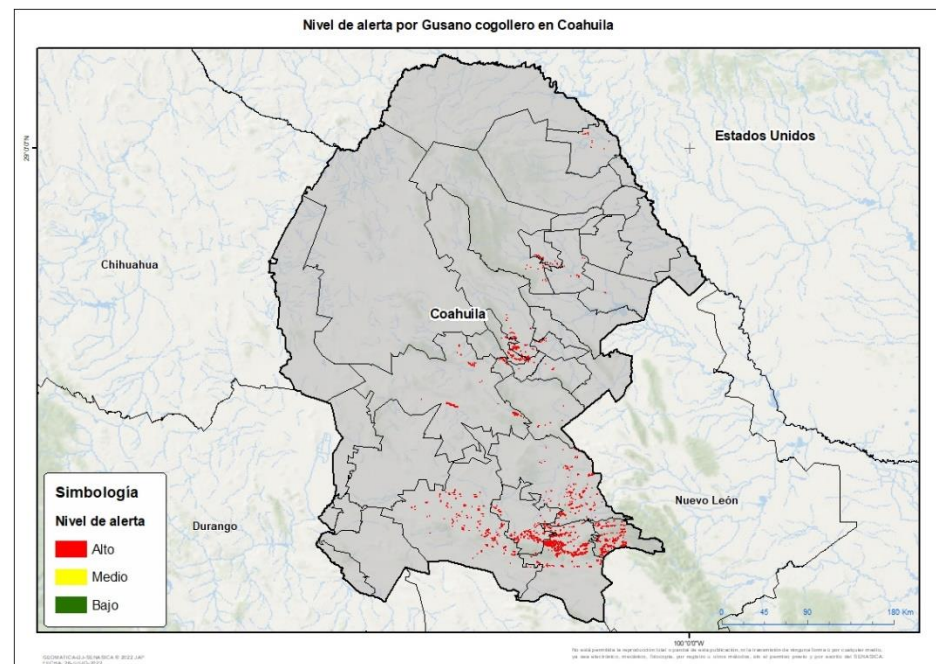 Nivel de alerta por Gusano cogollero en Coahuila
29°0'0"N
Estados Unidos
Chihuahua
Coahuila
Nuevo León
Durango
Simbología
Nivel de alerta
Alto
Medio
Bajo
0 45 90 180 Km
100°0'0"W